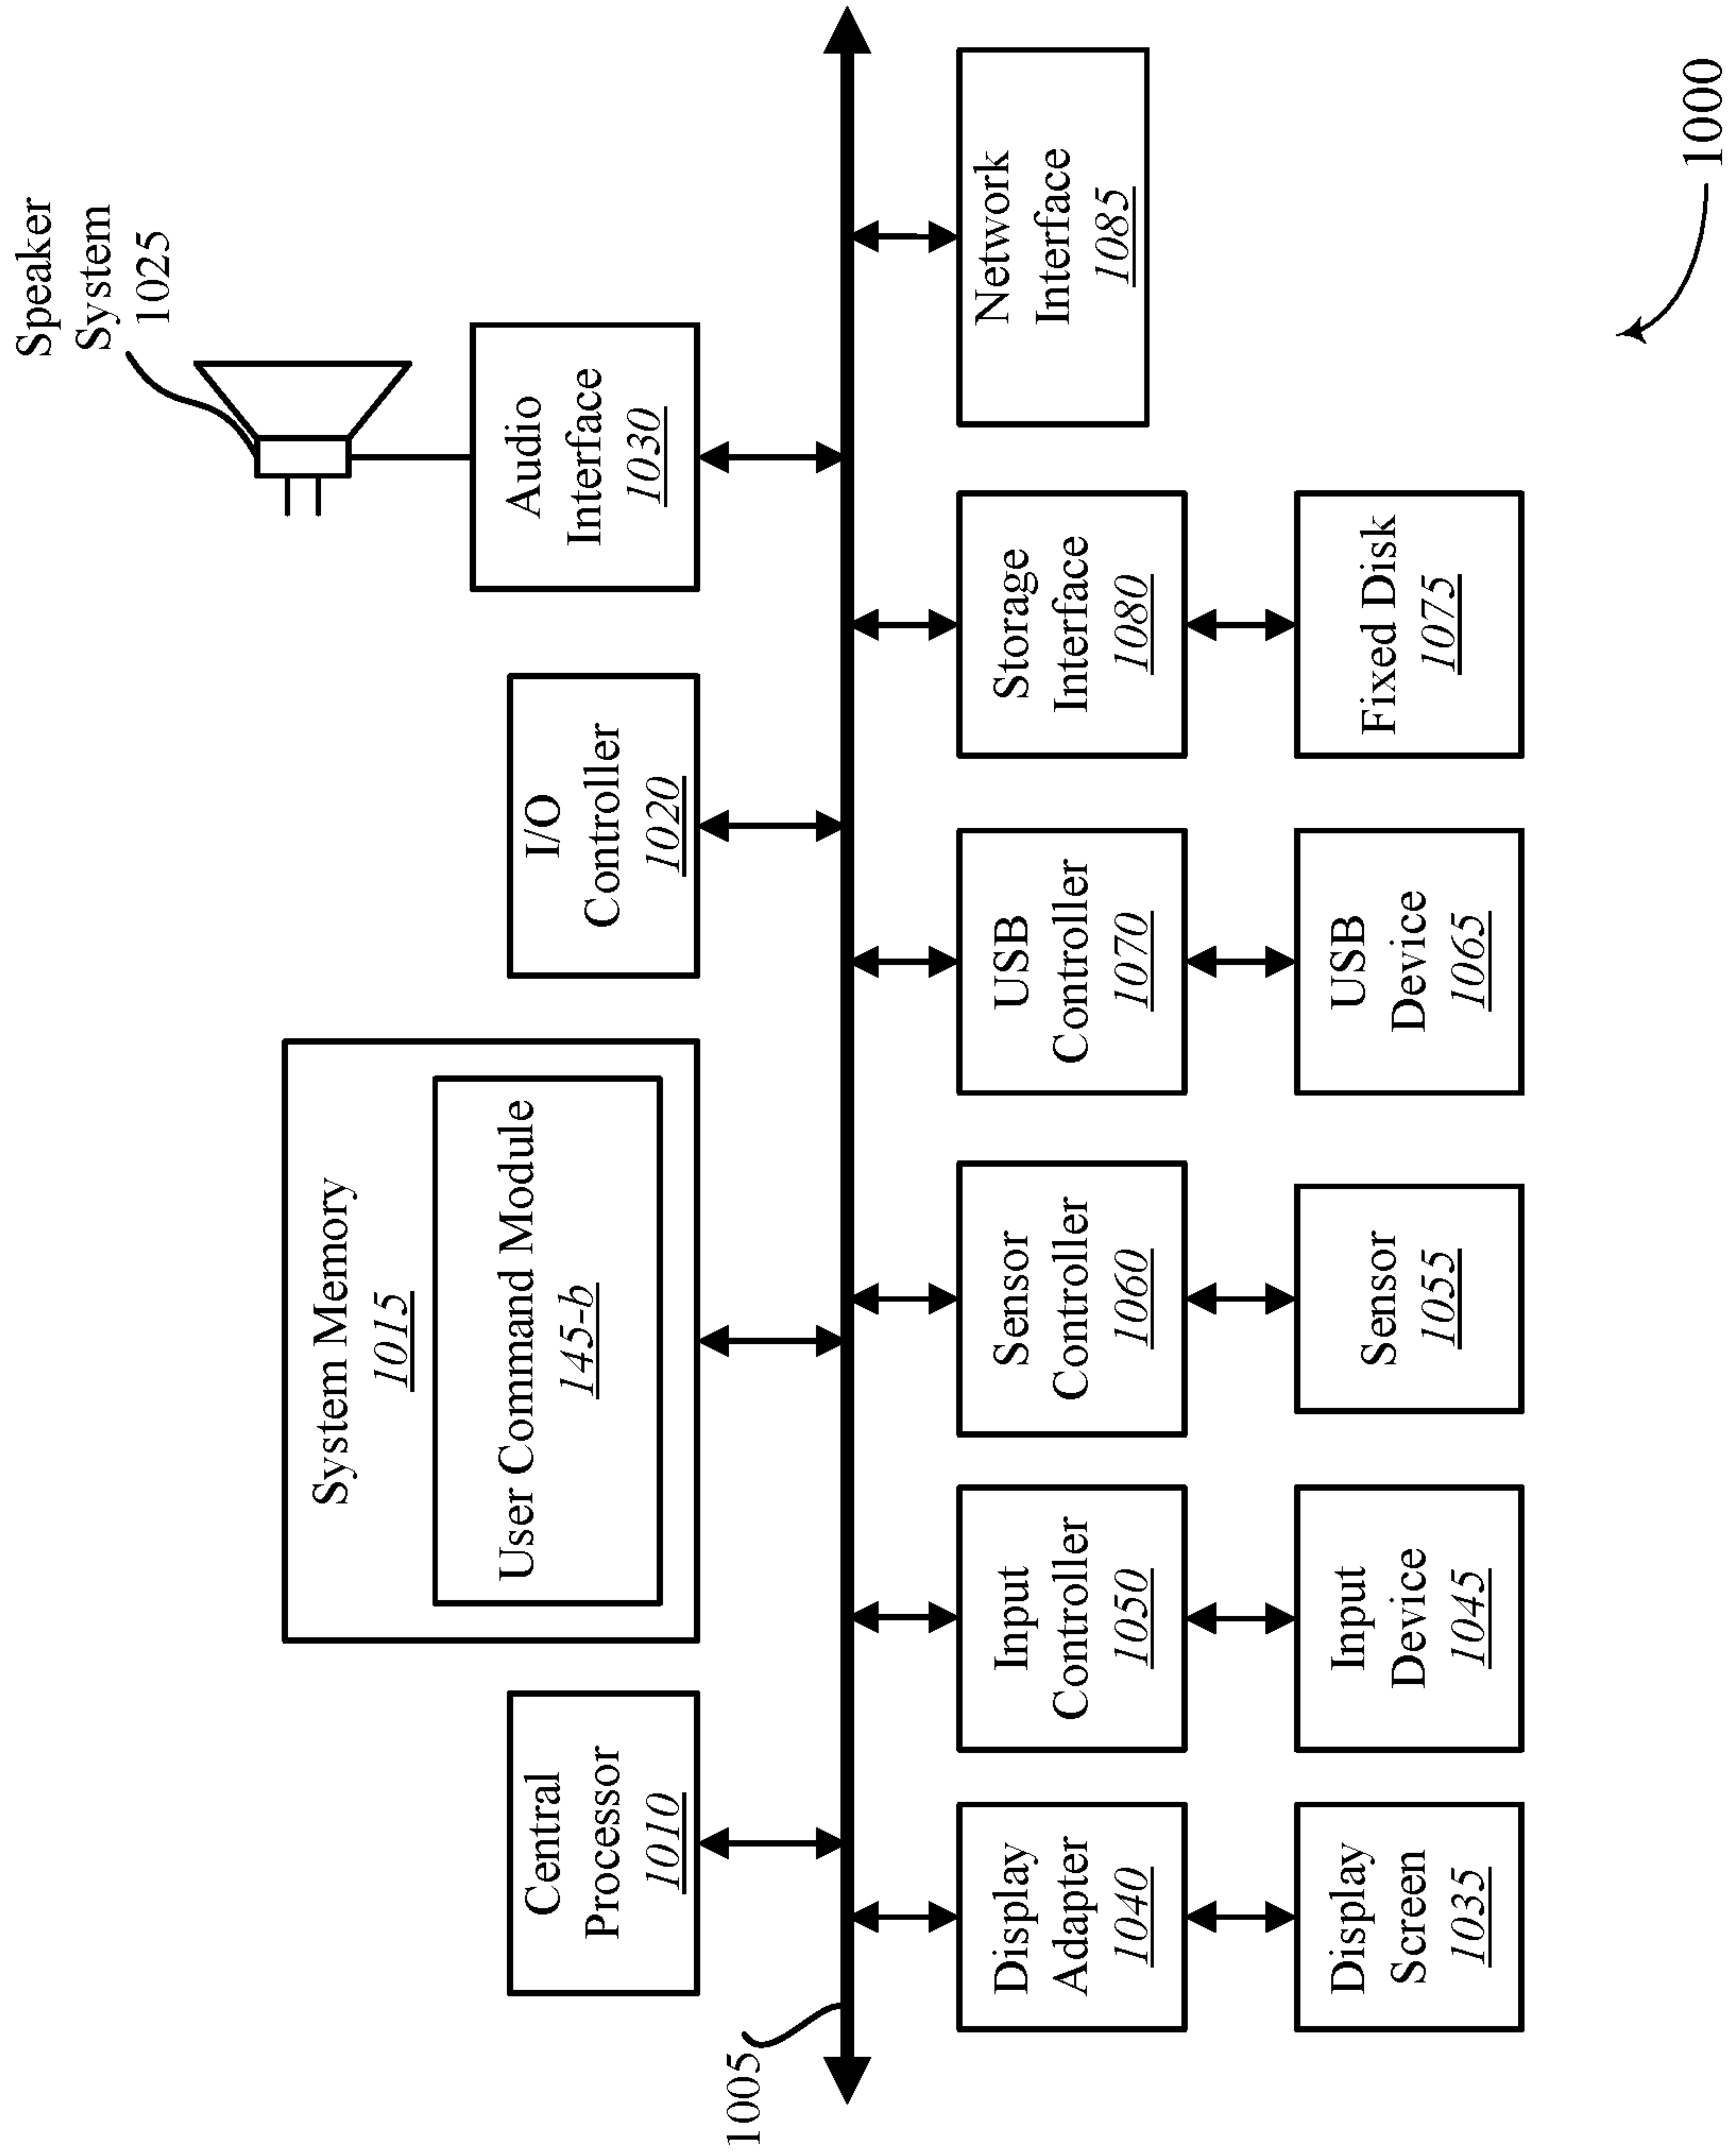 Speaker
System
1025
Central
Processor
1010
System Memory
1015
User Command Module
145-b
I/O
Controller
1020
Audio
Interface
1030
1005
Display
Adapter
1040
Input
Controller
1050
Sensor
Controller
1060
USB
Controller
1070
Storage
Interface
1080
Network
Interface
1085
Display
Screen
1035
Input
Device
1045
Sensor
1055
USB
Device
1065
Fixed Disk
1075
1000